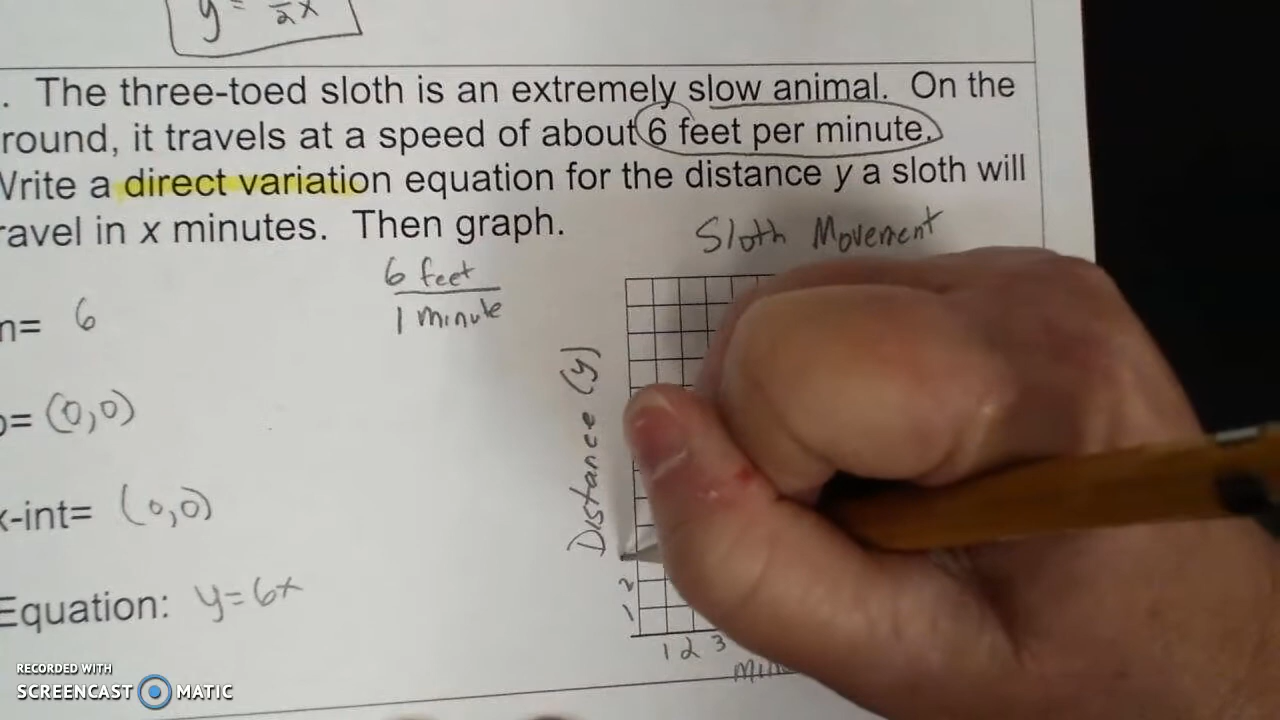 y = 1/2 x
. The three-toed sloth is an extremely slow animal. On the
round, it travels at a speed of about 6 feet per minute.
Write a direct variation equation for the distance y a sloth will
ravel in x minutes. Then graph.
Sloth Movement
6 feet
1 minute
m= 6
b= (0,0)
x-int= (0,0)
Equation: y=6x
Distance (y)
2
1
1 2 3
RECORDED WITH
SCREENCAST MATIC